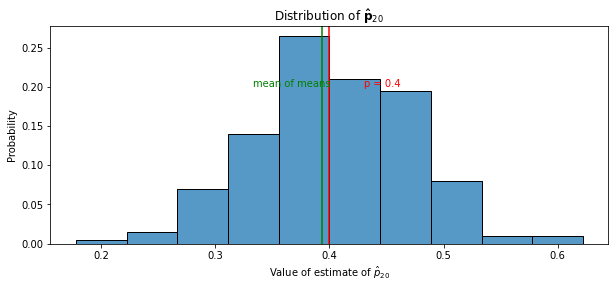 Distribution of p̂₂₀
0.25
0.20
0.15
0.10
0.05
0.00
Probability
mean of means
p = 0.4
0.2 0.3 0.4 0.5 0.6
Value of estimate of p̂₂₀